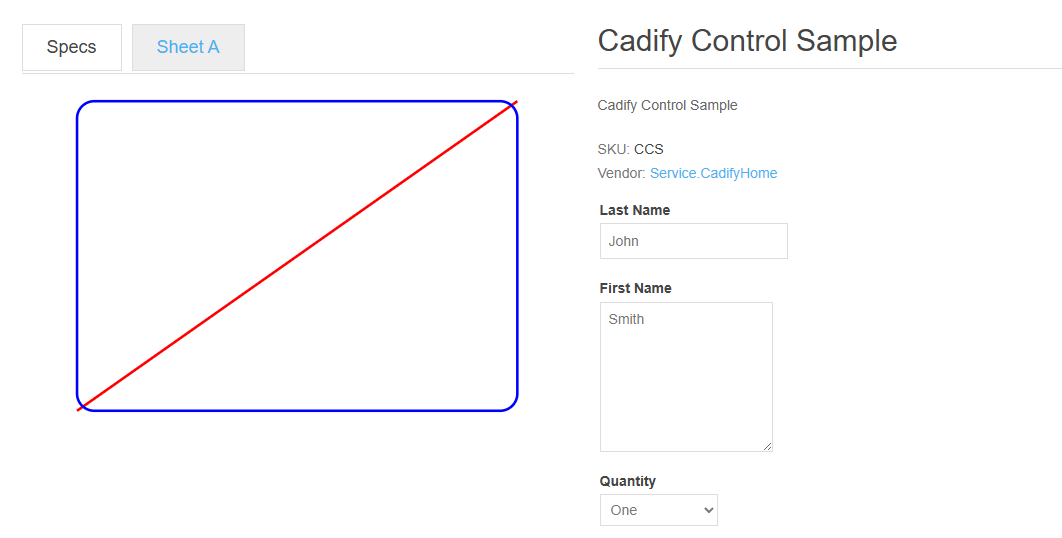 Specs
Sheet A
Cadify Control Sample
Cadify Control Sample
SKU: CCS
Vendor: Service.CadifyHome
Last Name
John
First Name
Smith
Quantity
One